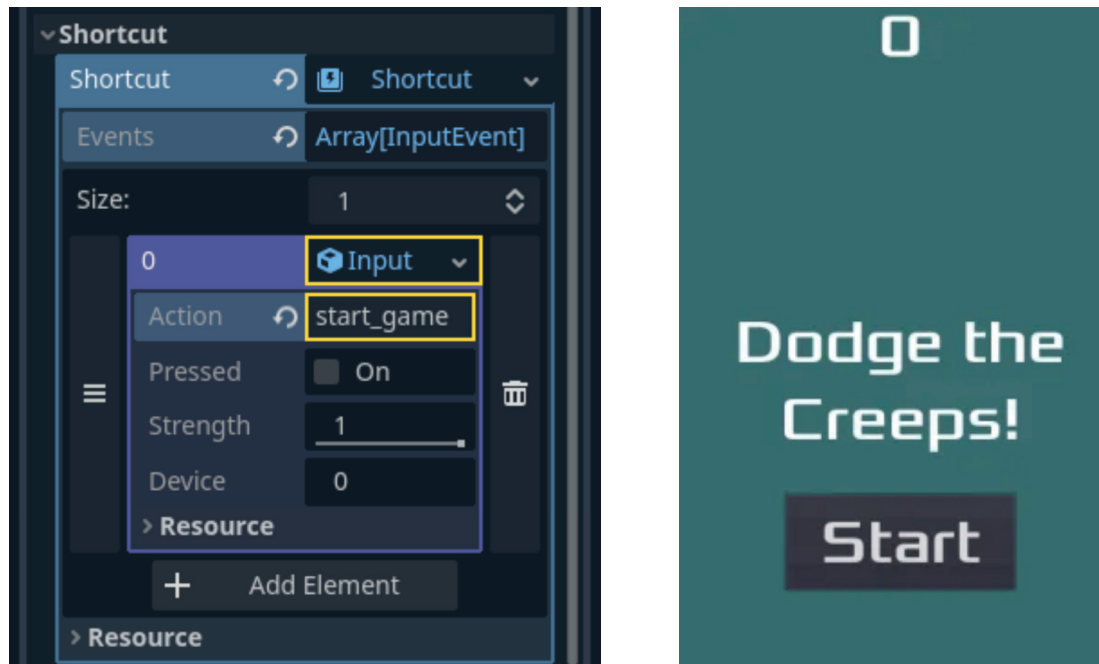 Shortcut
Shortcut Shortcut
Events Array[InputEvent]
Size: 1
0 Input
Action start_game
Pressed On
Strength 1
Device 0
Resource
Add Element
Resource
0
Dodge the
Creeps!
Start